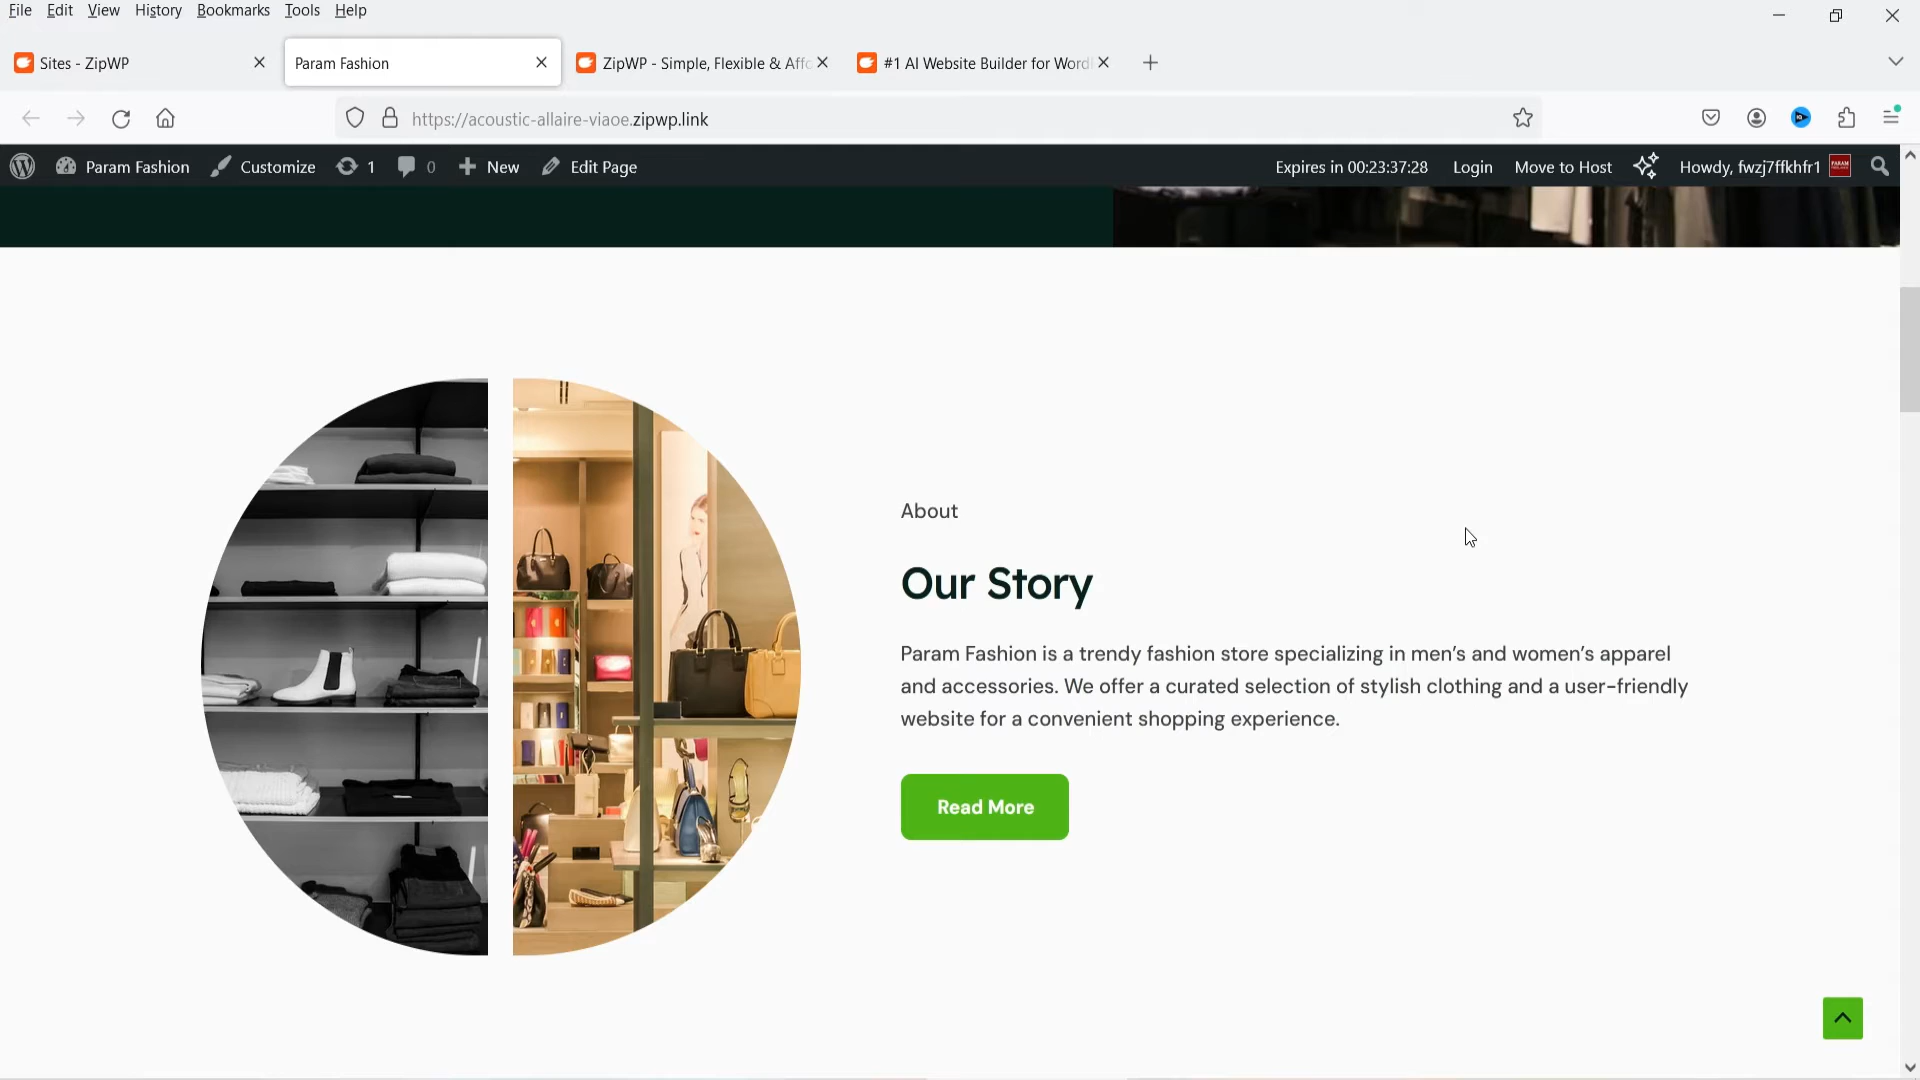 File Edit View History Bookmarks Tools Help
Sites - ZipWP
Param Fashion
ZipWP - Simple, Flexible & Affo
#1 AI Website Builder for Word
https://acoustic-allaire-viaoe.zipwp.link
Param Fashion Customize 1 0 New Edit Page Expires in 00:23:37:28 Login Move to Host Howdy, fwzj7ffkhfr1
About
Our Story
Param Fashion is a trendy fashion store specializing in men's and women's apparel
and accessories. We offer a curated selection of stylish clothing and a user-friendly
website for a convenient shopping experience.
Read More